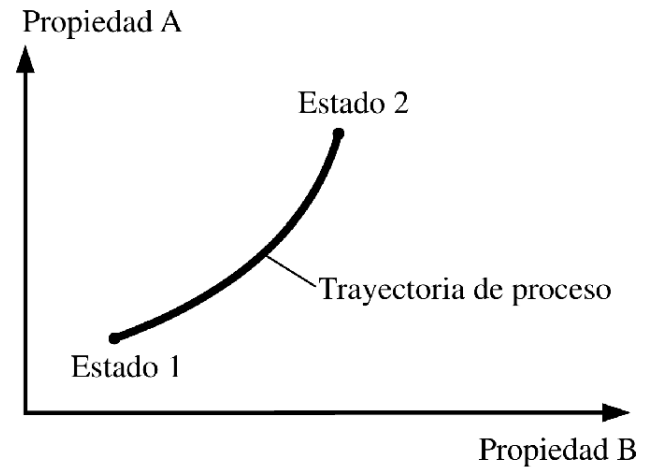 Propiedad A
Estado 2
Trayectoria de proceso
Estado 1
Propiedad B